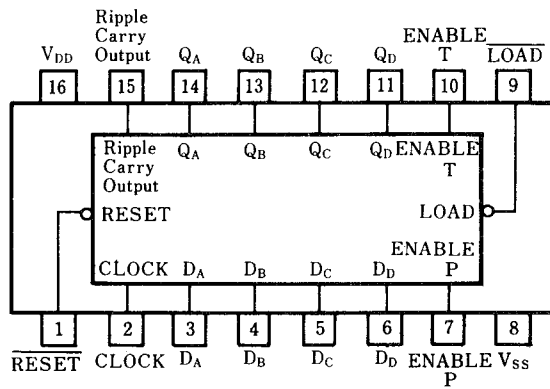 Ripple
Carry
Output
V_DD Q_A Q_B Q_C Q_D ENABLE T LOAD
16 15 14 13 12 11 10 9
Ripple
Carry
Output
Q_A Q_B Q_C Q_D ENABLE
T
RESET
LOAD
ENABLE
P
CLOCK D_A D_B D_C D_D
1 2 3 4 5 6 7 8
RESET CLOCK D_A D_B D_C D_D ENABLE
P
V_SS